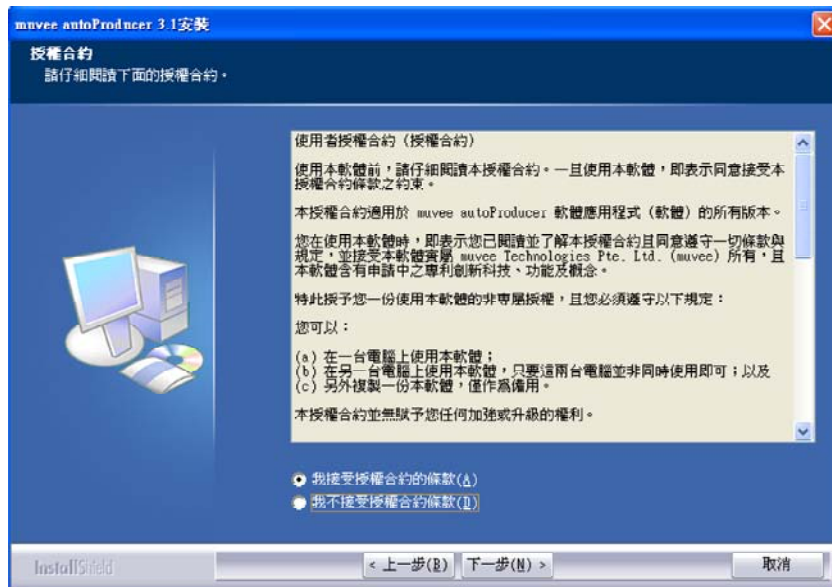 muvee autoProducer 3.1安裝
授權合約
請仔細閱讀下面的授權合約。
使用者授權合約 (授權合約)
使用本軟體前，請仔細閱讀本授權合約。一旦使用本軟體，即表示同意接受本
授權合約條款之約束。
本授權合約適用於 muvee autoProducer 軟體應用程式 (軟體) 的所有版本。
您在使用本軟體時，即表示您已閱讀並了解本授權合約且同意遵守一切條款與
規定，並接受本軟體實屬 muvee Technologies Pte. Ltd. (muvee) 所有，且
本軟體含有申請中之專利創新科技、功能及概念。
特此授予您一份使用本軟體的非專屬授權，且您必須遵守以下規定：
您可以：
(a) 在一台電腦上使用本軟體；
(b) 在另一台電腦上使用本軟體，只要這兩台電腦並非同時使用即可；以及
(c) 另外複製一份本軟體，僅作為備用。
本授權合約並無賦予您任何加強或升級的權利。
我接受授權合約的條款(A)
我不接受授權合約條款(D)
InstallShield
< 上一步(B)
下一步(N) >
取消